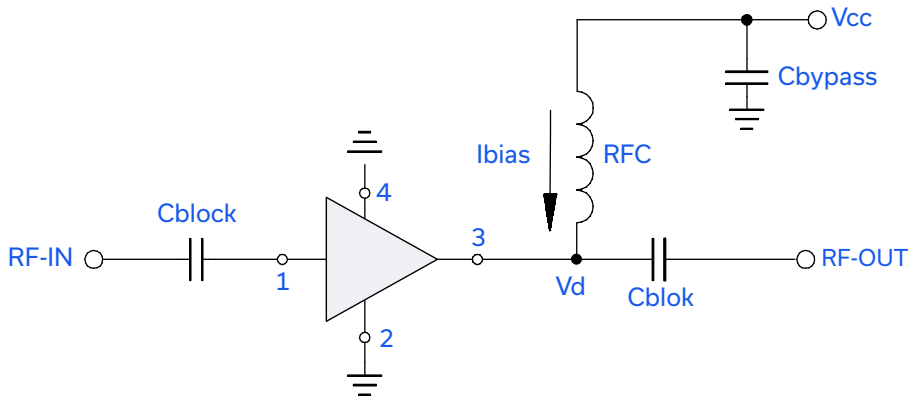 Vcc
Cbypass
Ibias
RFC
4
Cblock
RF-IN
3
RF-OUT
1
Vd
Cblok
2